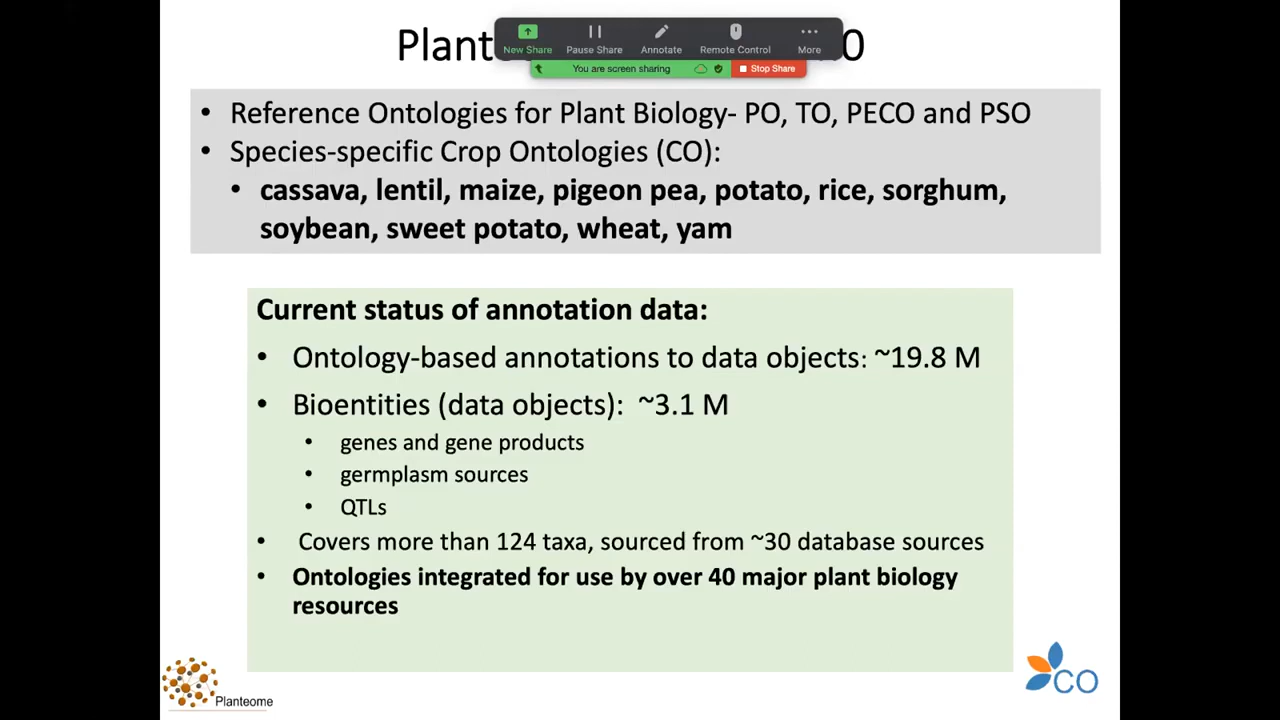 New Share Pause Share Annotate Remote Control More
You are screen sharing Stop Share
• Reference Ontologies for Plant Biology- PO, TO, PECO and PSO
• Species-specific Crop Ontologies (CO):
• cassava, lentil, maize, pigeon pea, potato, rice, sorghum,
soybean, sweet potato, wheat, yam
Current status of annotation data:
• Ontology-based annotations to data objects: ~19.8 M
• Bioentities (data objects): ~3.1 M
• genes and gene products
• germplasm sources
• QTLs
• Covers more than 124 taxa, sourced from ~30 database sources
• Ontologies integrated for use by over 40 major plant biology
resources
Planteome
CO